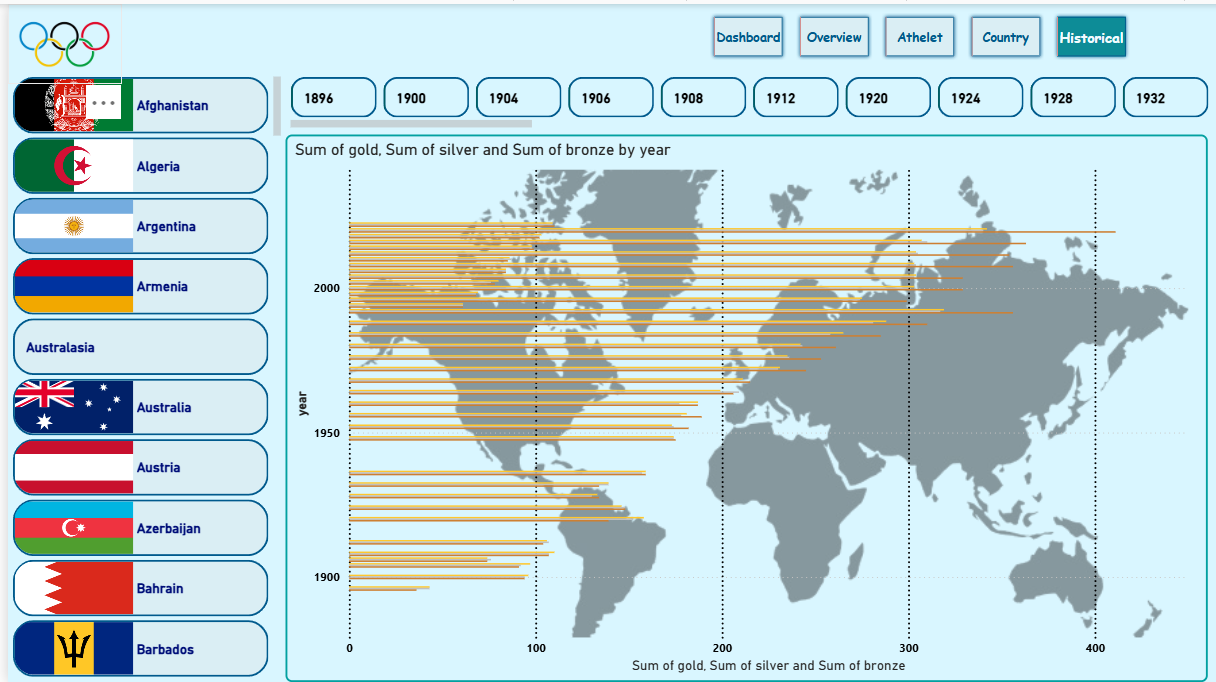 Dashboard
Overview
Athelet
Country
Historical
Afghanistan
Algeria
Argentina
Armenia
Australasia
Australia
Austria
Azerbaijan
Bahrain
Barbados
1896
1900
1904
1906
1908
1912
1920
1924
1928
1932
Sum of gold, Sum of silver and Sum of bronze by year
2000
1950
1900
year
0
100
200
300
400
Sum of gold, Sum of silver and Sum of bronze